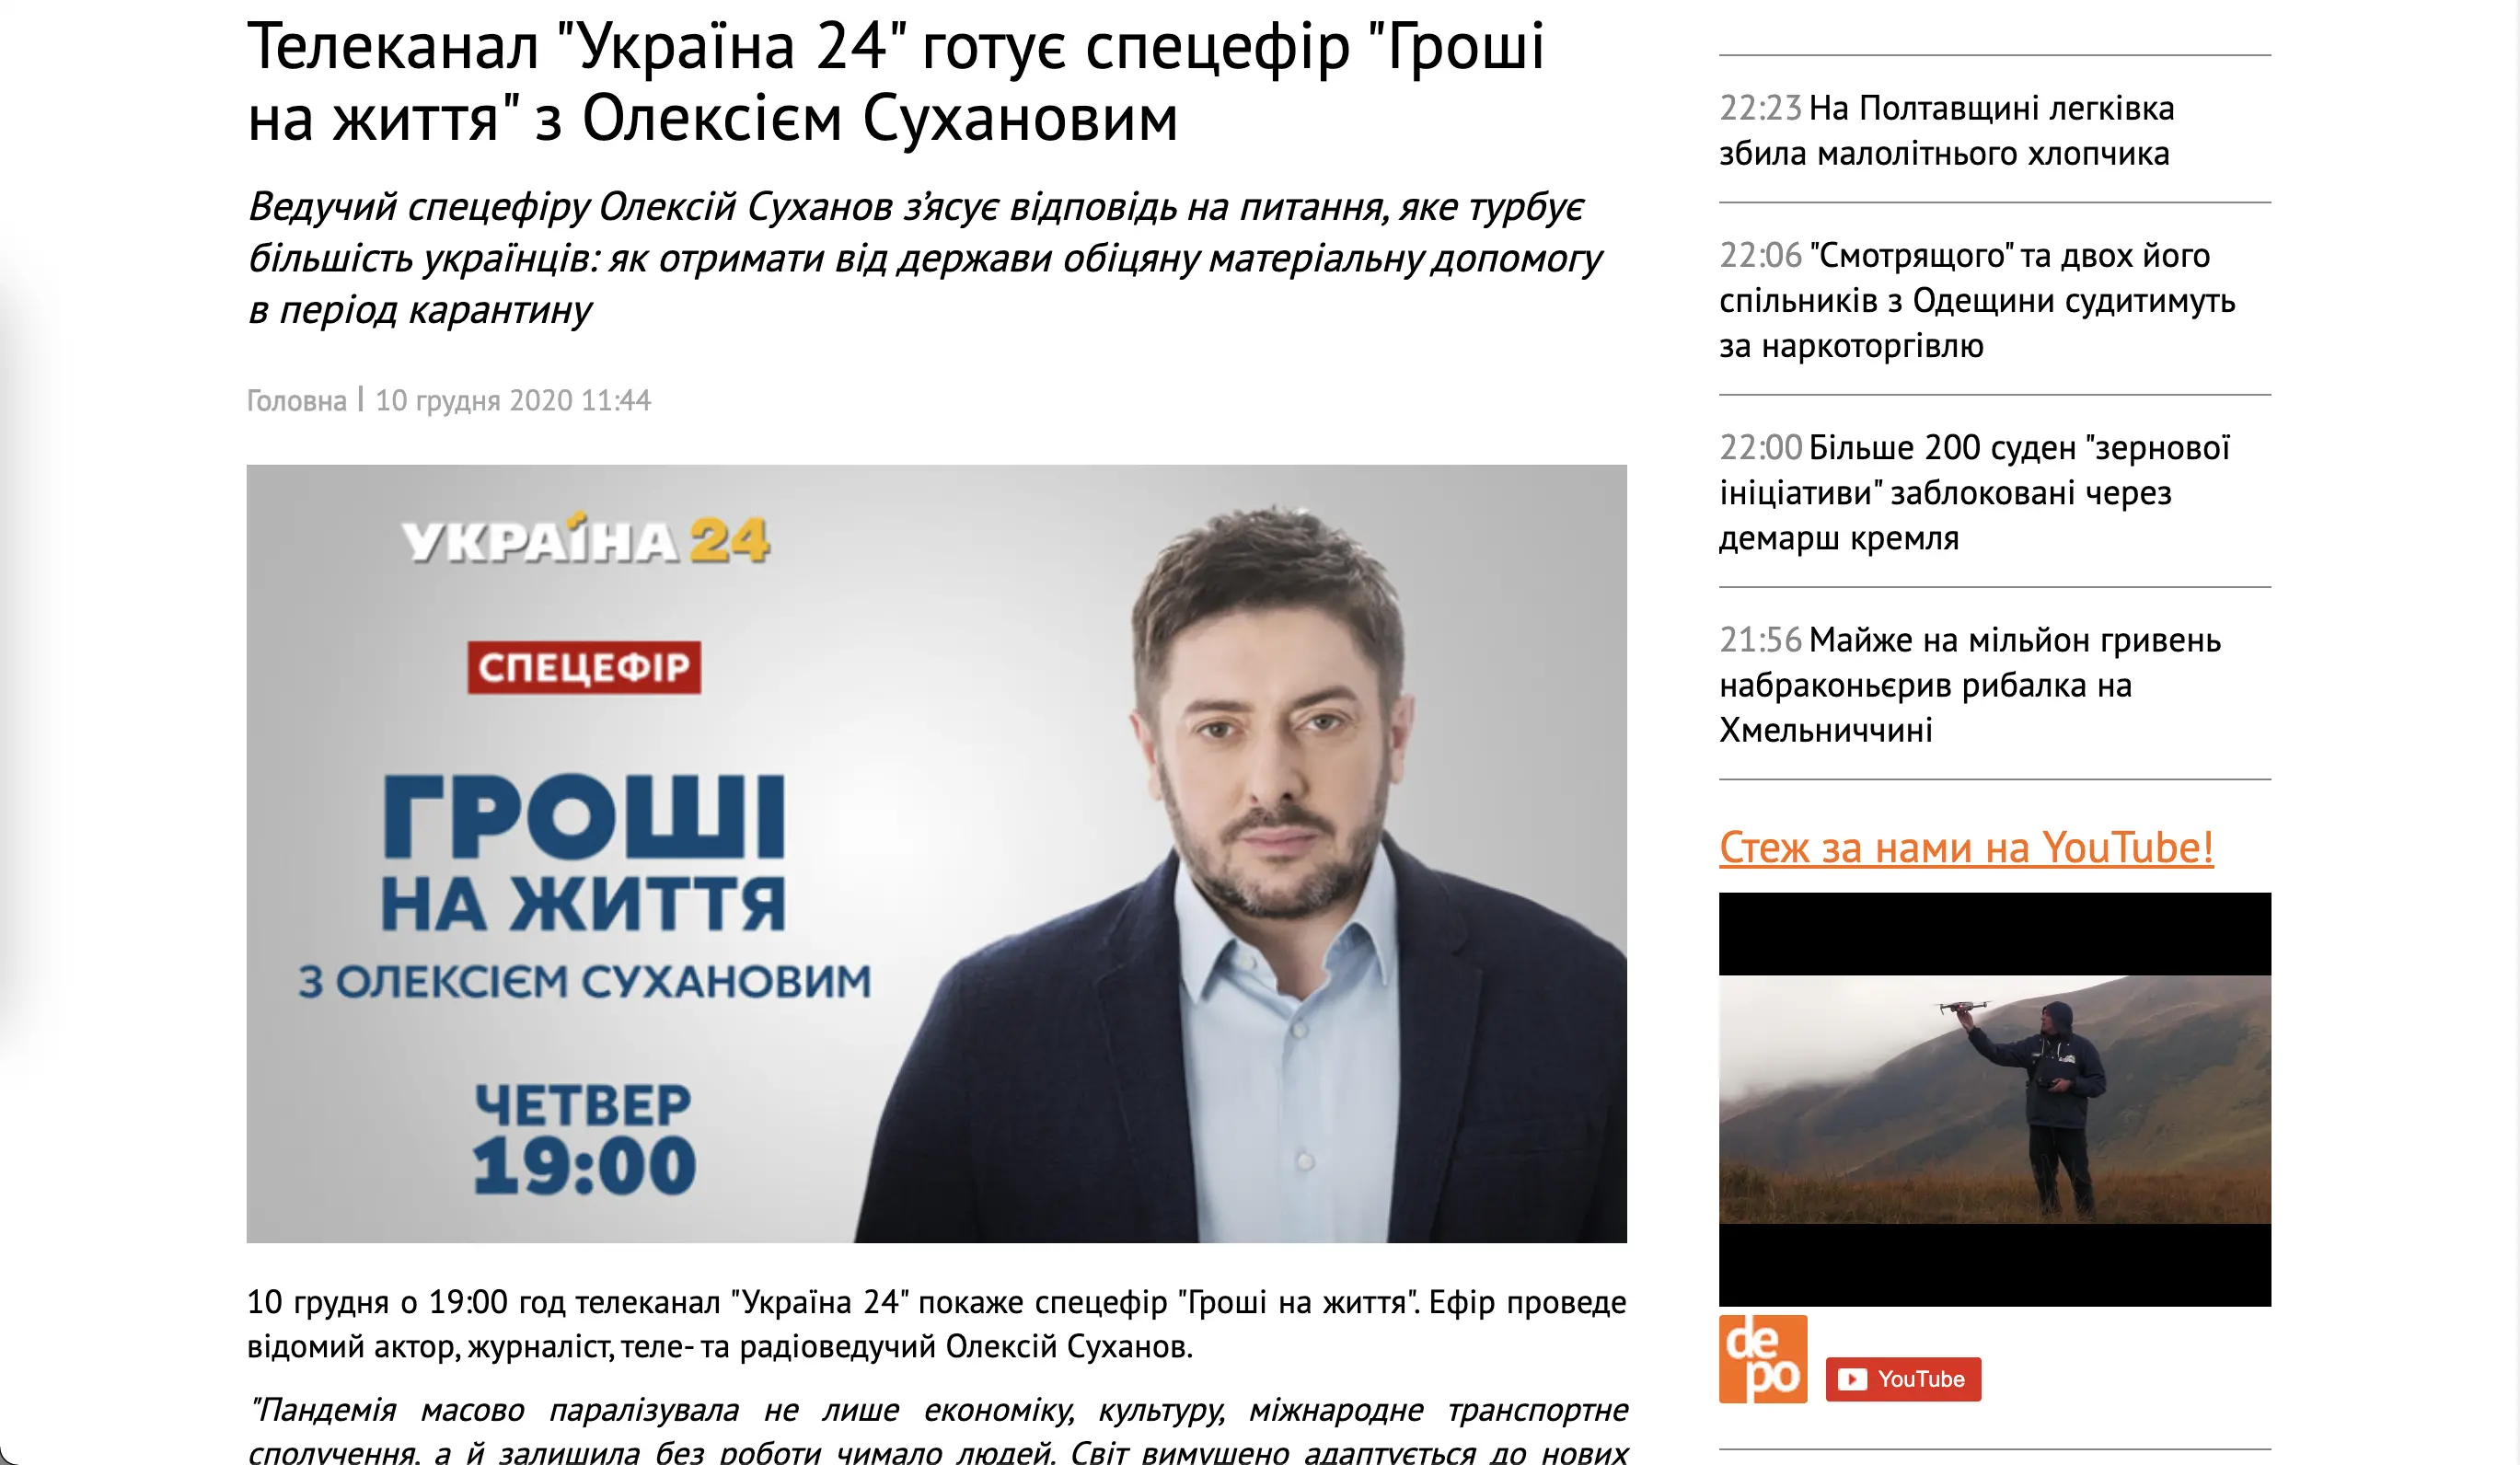 Телеканал "Україна 24" готує спецефір "Гроші
на життя" з Олексієм Сухановим
Ведучий спецефіру Олексій Суханов з'ясує відповідь на питання, яке турбує
більшість українців: як отримати від держави обіцяну матеріальну допомогу
в період карантину
Головна | 10 грудня 2020 11:44
УКРАЇНА 24
СПЕЦЕФІР
ГРОШІ
НА ЖИТТЯ
З ОЛЕКСІЄМ СУХАНОВИМ
ЧЕТВЕР
19:00
10 грудня о 19:00 год телеканал "Україна 24" покаже спецефір "Гроші на життя". Ефір проведе
відомий актор, журналіст, теле- та радіоведучий Олексій Суханов.
"Пандемія масово паралізувала не лише економіку, культуру, міжнародне транспортне
сполучення, а й залишила без роботи чимало людей. Світ вимушено адаптується до нових
22:23 На Полтавщині легківка
збила малолітнього хлопчика
22:06 "Смотрящого" та двох його
спільників з Одещини судитимуть
за наркоторгівлю
22:00 Більше 200 суден "зернової
ініціативи" заблоковані через
демарш кремля
21:56 Майже на мільйон гривень
набраконьєрив рибалка на
Хмельниччині
Стеж за нами на YouTube!
de
po
YouTube